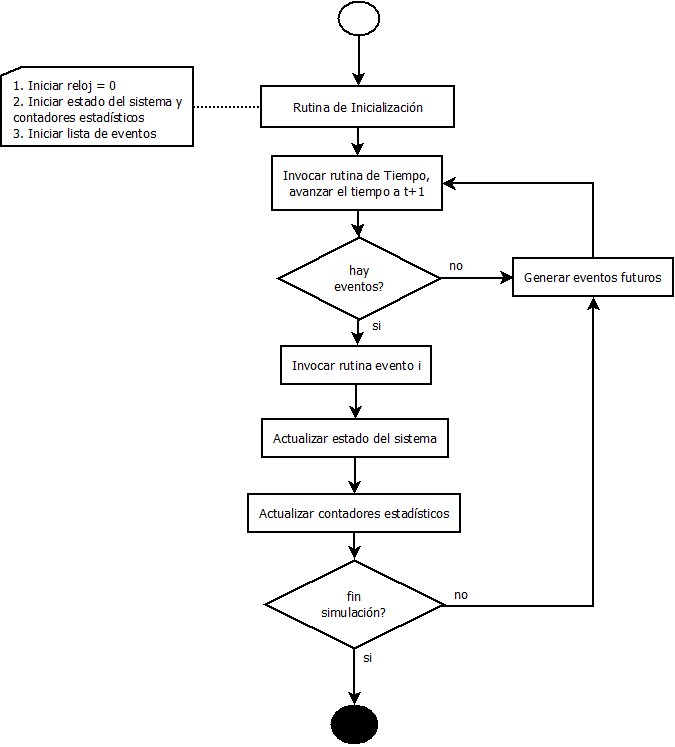 1. Iniciar reloj = 0
2. Iniciar estado del sistema y
contadores estadísticos
3. Iniciar lista de eventos
Rutina de Inicialización
Invocar rutina de Tiempo,
avanzar el tiempo a t+1
hay
eventos?
no
Generar eventos futuros
si
Invocar rutina evento i
Actualizar estado del sistema
Actualizar contadores estadísticos
fin
simulación?
no
si